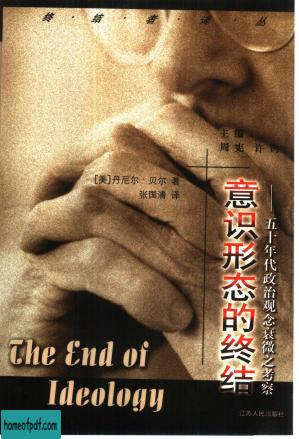 终·结·者·译·丛
主编
周宪 许钧
[美]丹尼尔·贝尔 著
张国清 译
意识形态的终结
——五十年代政治观念衰微之考察
The End of
Ideology
江苏人民出版社
homeofpdf.com